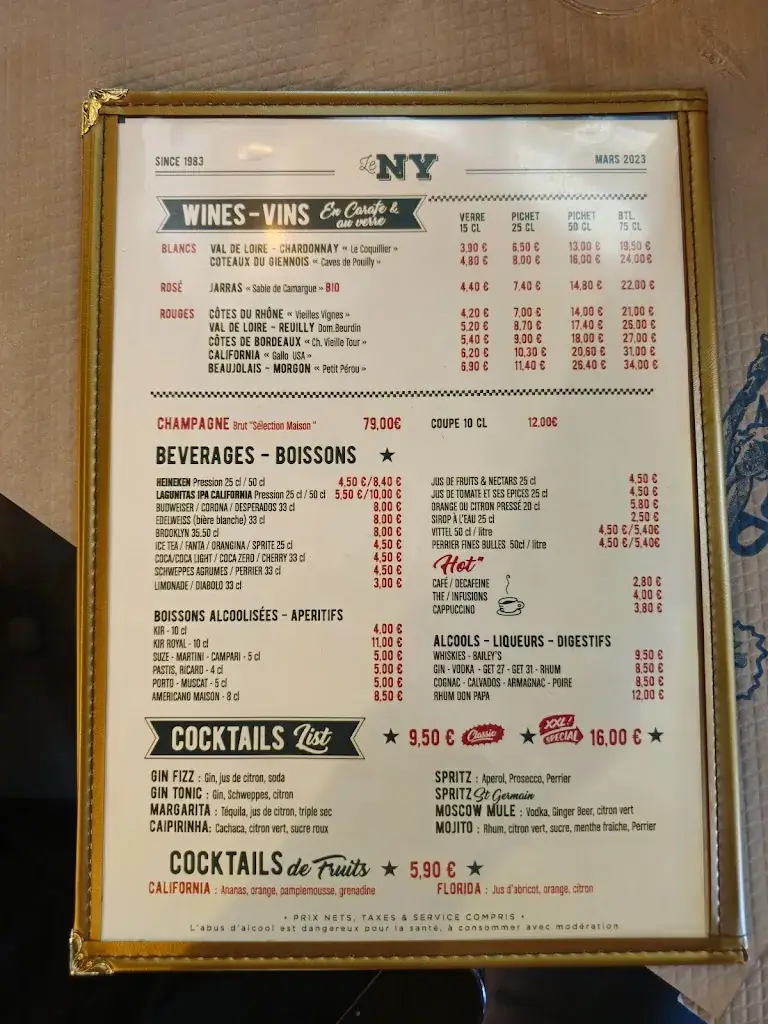 SINCE 1983
Le NY
MARS 2023
WINES-VINS En Carafe & au verre
VERRE 15 CL PICHET 25 CL PICHET 50 CL BTL. 75 CL
BLANCS VAL DE LOIRE - CHARDONNAY « Le Coquillier » 3,90 € 6,50 € 13,00 € 19,50 €
COTEAUX DU GIENNOIS « Caves de Pouilly » 4,80 € 8,00 € 16,00 € 24,00€
ROSÉ JARRAS « Sable de Camargue » BIO 4,40 € 7,40 € 14,80 € 22,00 €
ROUGES CÔTES DU RHÔNE « Vieilles Vignes » 4,20 € 7,00 € 14,00 € 21,00 €
VAL DE LOIRE - REUILLY Dom.Beurdin 5,20 € 8,70 € 17,40 € 26,00 €
CÔTES DE BORDEAUX « Ch. Vieille Tour » 5,40 € 9,00 € 18,00 € 27,00 €
CALIFORNIA « Gallo USA » 6,20 € 10,30 € 20,60 € 31,00 €
BEAUJOLAIS - MORGON « Petit Pérou » 6,90 € 11,40 € 26,40 € 34,00 €
CHAMPAGNE Brut "Sélection Maison" 79,00€ COUPE 10 CL 12,00€
BEVERAGES - BOISSONS
HEINEKEN Pression 25 cl / 50 cl 4,50 €/8,40 €
LAGUNITAS IPA CALIFORNIA Pression 25 cl / 50 cl 5,50 €/10,00 €
BUDWEISER / CORONA / DESPERADOS 33 cl 8,00 €
EDELWEISS (bière blanche) 33 cl 8,00 €
BROOKLYN 35.50 cl 8,00 €
ICE TEA / FANTA / ORANGINA / SPRITE 25 cl 4,50 €
COCA/COCA LIGHT / COCA ZERO / CHERRY 33 cl 4,50 €
SCHWEPPES AGRUMES / PERRIER 33 cl 4,50 €
LIMONADE / DIABOLO 33 cl 3,00 €
JUS DE FRUITS & NECTARS 25 cl 4,50 €
JUS DE TOMATE ET SES EPICES 25 cl 4,50 €
ORANGE OU CITRON PRESSÉ 20 cl 5,80 €
SIROP À L'EAU 25 cl 2,50 €
VITTEL 50 cl / litre 4,50 €/5,40€
PERRIER FINES BULLES 50cl / litre 4,50 €/5,40€
Hot"
CAFÉ / DECAFEINE 2,80 €
THE / INFUSIONS 4,00 €
CAPPUCCINO 3,80 €
BOISSONS ALCOOLISÉES - APERITIFS
KIR - 10 cl 4,00 €
KIR ROYAL - 10 cl 11,00 €
SUZE - MARTINI - CAMPARI - 5 cl 5,00 €
PASTIS, RICARD - 4 cl 5,00 €
PORTO - MUSCAT - 5 cl 5,00 €
AMERICANO MAISON - 8 cl 8,50 €
ALCOOLS - LIQUEURS - DIGESTIFS
WHISKIES - BAILEY'S 9,50 €
GIN - VODKA - GET 27 - GET 31 - RHUM 8,50 €
COGNAC - CALVADOS - ARMAGNAC - POIRE 8,50 €
RHUM DON PAPA 12,00 €
COCKTAILS List ★ 9,50 € Classic ★ XXL! SPECIAL 16,00 € ★
GIN FIZZ : Gin, jus de citron, soda
GIN TONIC : Gin, Schweppes, citron
MARGARITA : Téquila, jus de citron, triple sec
CAIPIRINHA: Cachaca, citron vert, sucre roux
SPRITZ : Aperol, Prosecco, Perrier
SPRITZ St Germain
MOSCOW MULE : Vodka, Ginger Beer, citron vert
MOJITO : Rhum, citron vert, sucre, menthe fraîche, Perrier
COCKTAILS de Fruits ★ 5,90 € ★
CALIFORNIA : Ananas, orange, pamplemousse, grenadine
FLORIDA : Jus d'abricot, orange, citron
• PRIX NETS, TAXES & SERVICE COMPRIS •
L'abus d'alcool est dangereux pour la santé, à consommer avec modération